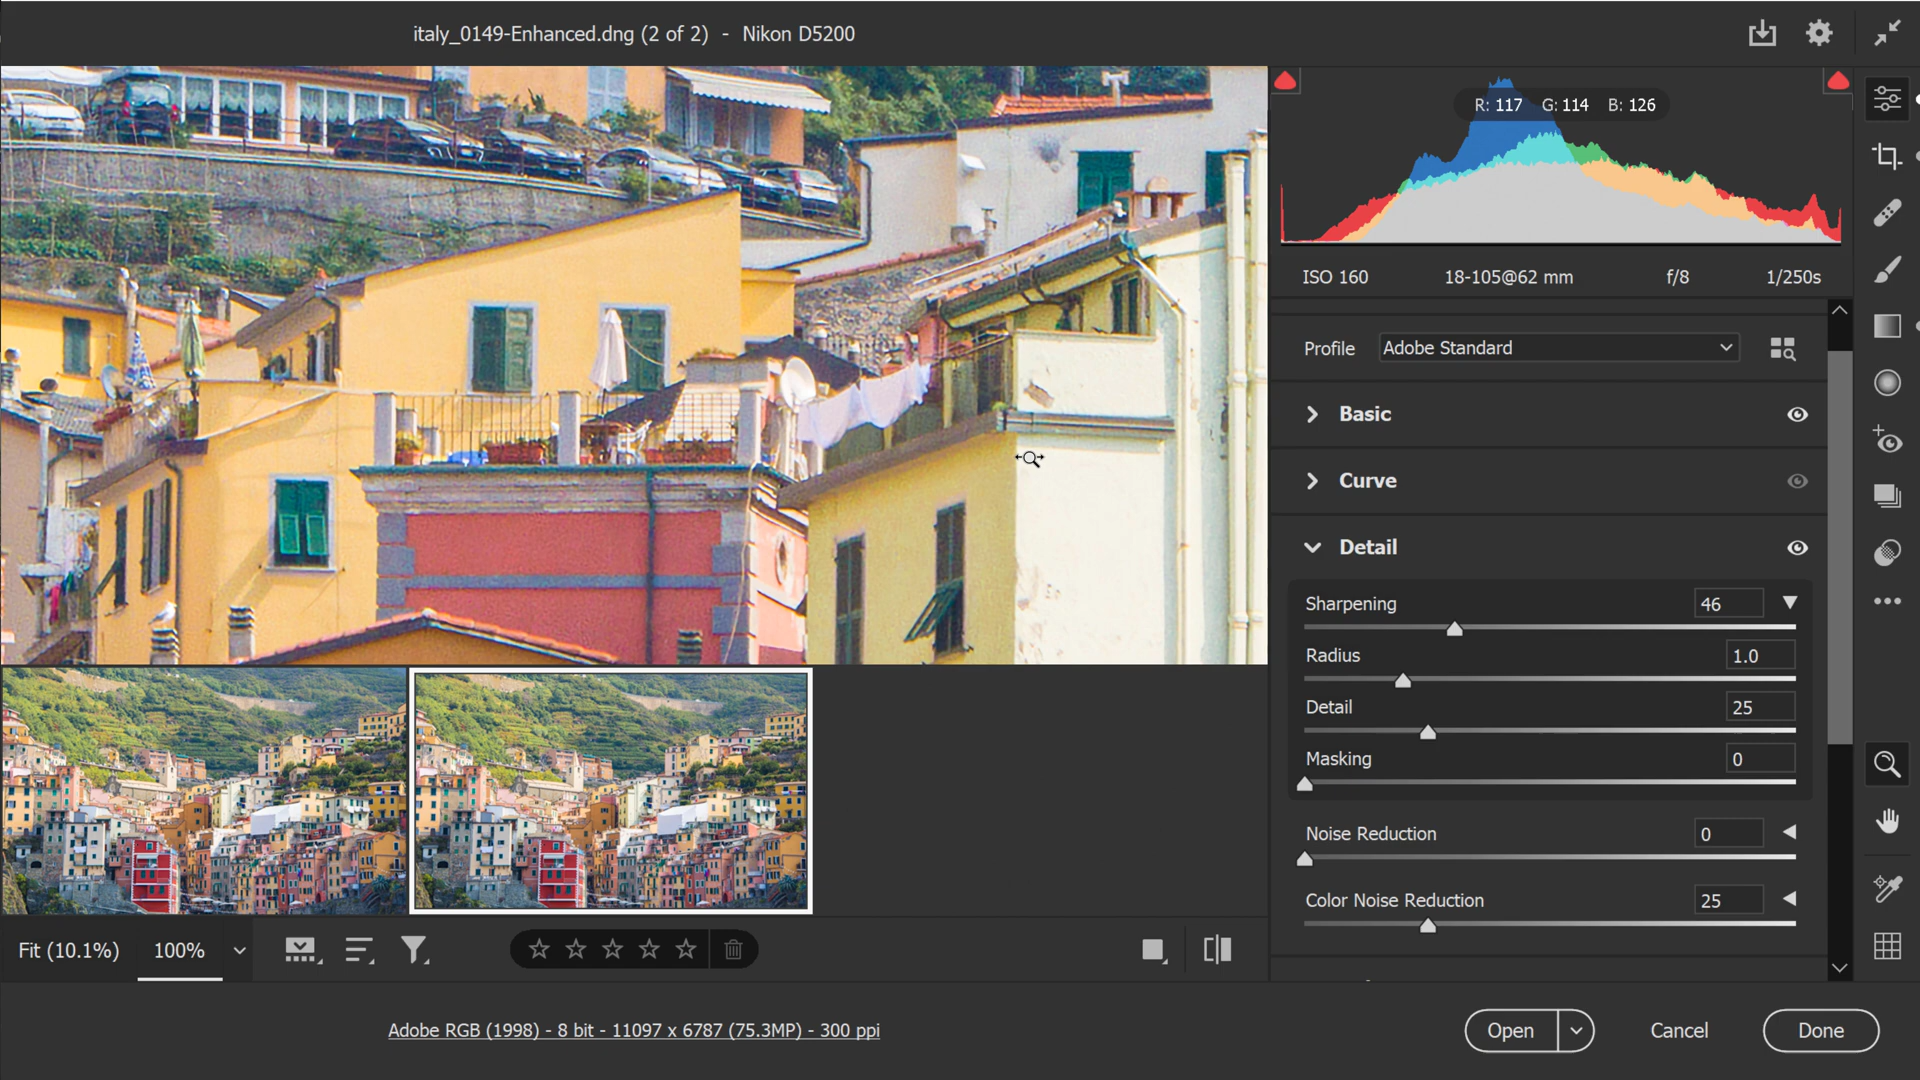 italy_0149-Enhanced.dng (2 of 2) - Nikon D5200
R: 117 G: 114 B: 126
ISO 160 18-105@62 mm f/8 1/250s
Profile Adobe Standard
Basic
Curve
Detail
Sharpening 46
Radius 1.0
Detail 25
Masking 0
Noise Reduction 0
Color Noise Reduction 25
Fit (10.1%) 100%
Adobe RGB (1998) - 8 bit - 11097 x 6787 (75.3MP) - 300 ppi
Open Cancel Done